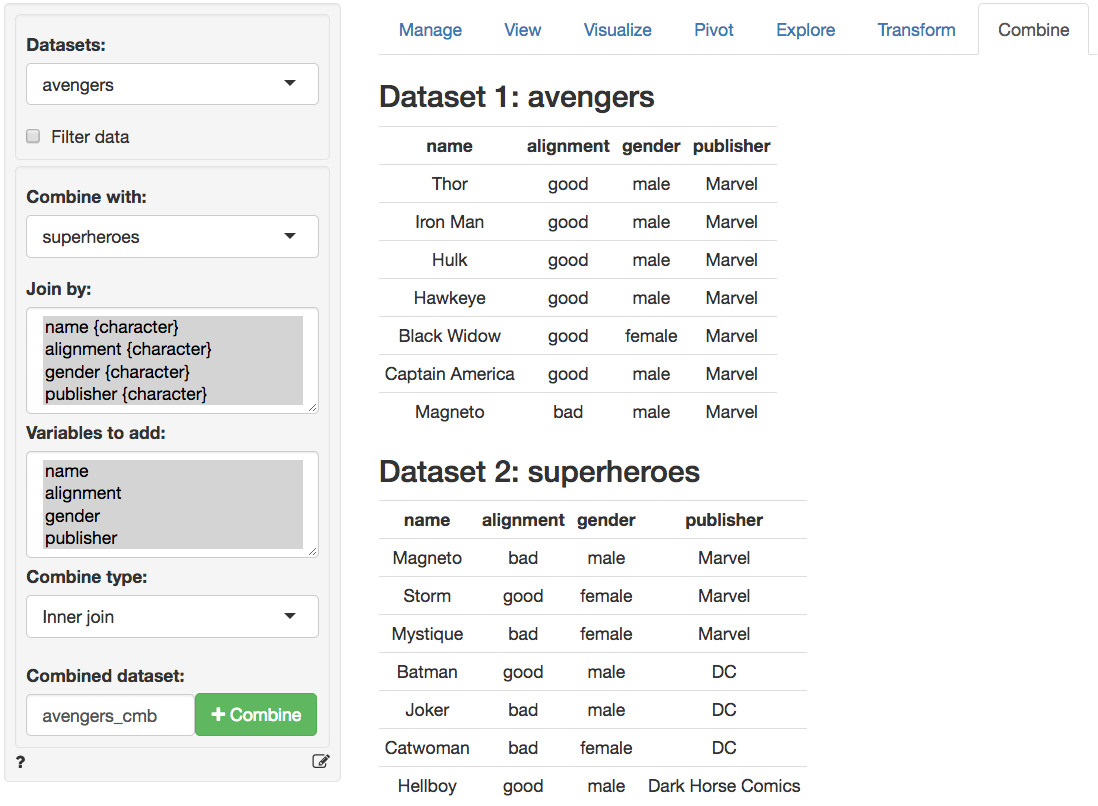 Datasets:
avengers
Filter data
Combine with:
superheroes
Join by:
name {character}
alignment {character}
gender {character}
publisher {character}
Variables to add:
name
alignment
gender
publisher
Combine type:
Inner join
Combined dataset:
avengers_cmb
+ Combine
?
Manage View Visualize Pivot Explore Transform Combine
Dataset 1: avengers
name alignment gender publisher
Thor good male Marvel
Iron Man good male Marvel
Hulk good male Marvel
Hawkeye good male Marvel
Black Widow good female Marvel
Captain America good male Marvel
Magneto bad male Marvel
Dataset 2: superheroes
name alignment gender publisher
Magneto bad male Marvel
Storm good female Marvel
Mystique bad female Marvel
Batman good male DC
Joker bad male DC
Catwoman bad female DC
Hellboy good male Dark Horse Comics